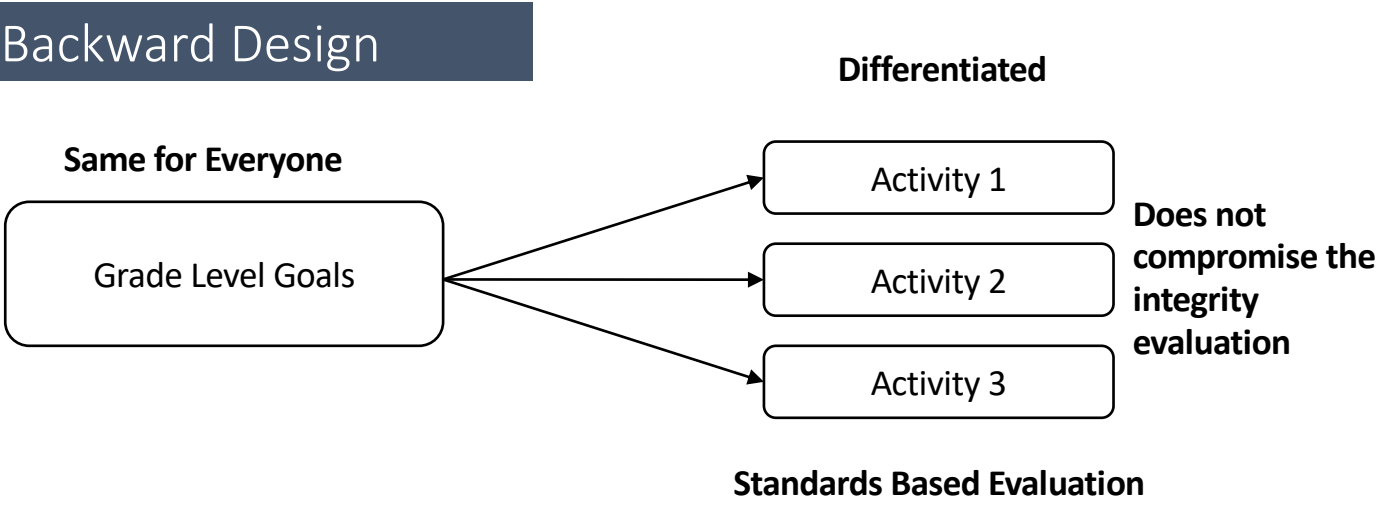 Backward Design
Differentiated
Same for Everyone
Grade Level Goals
Activity 1
Activity 2
Activity 3
Does not
compromise the
integrity
evaluation
Standards Based Evaluation